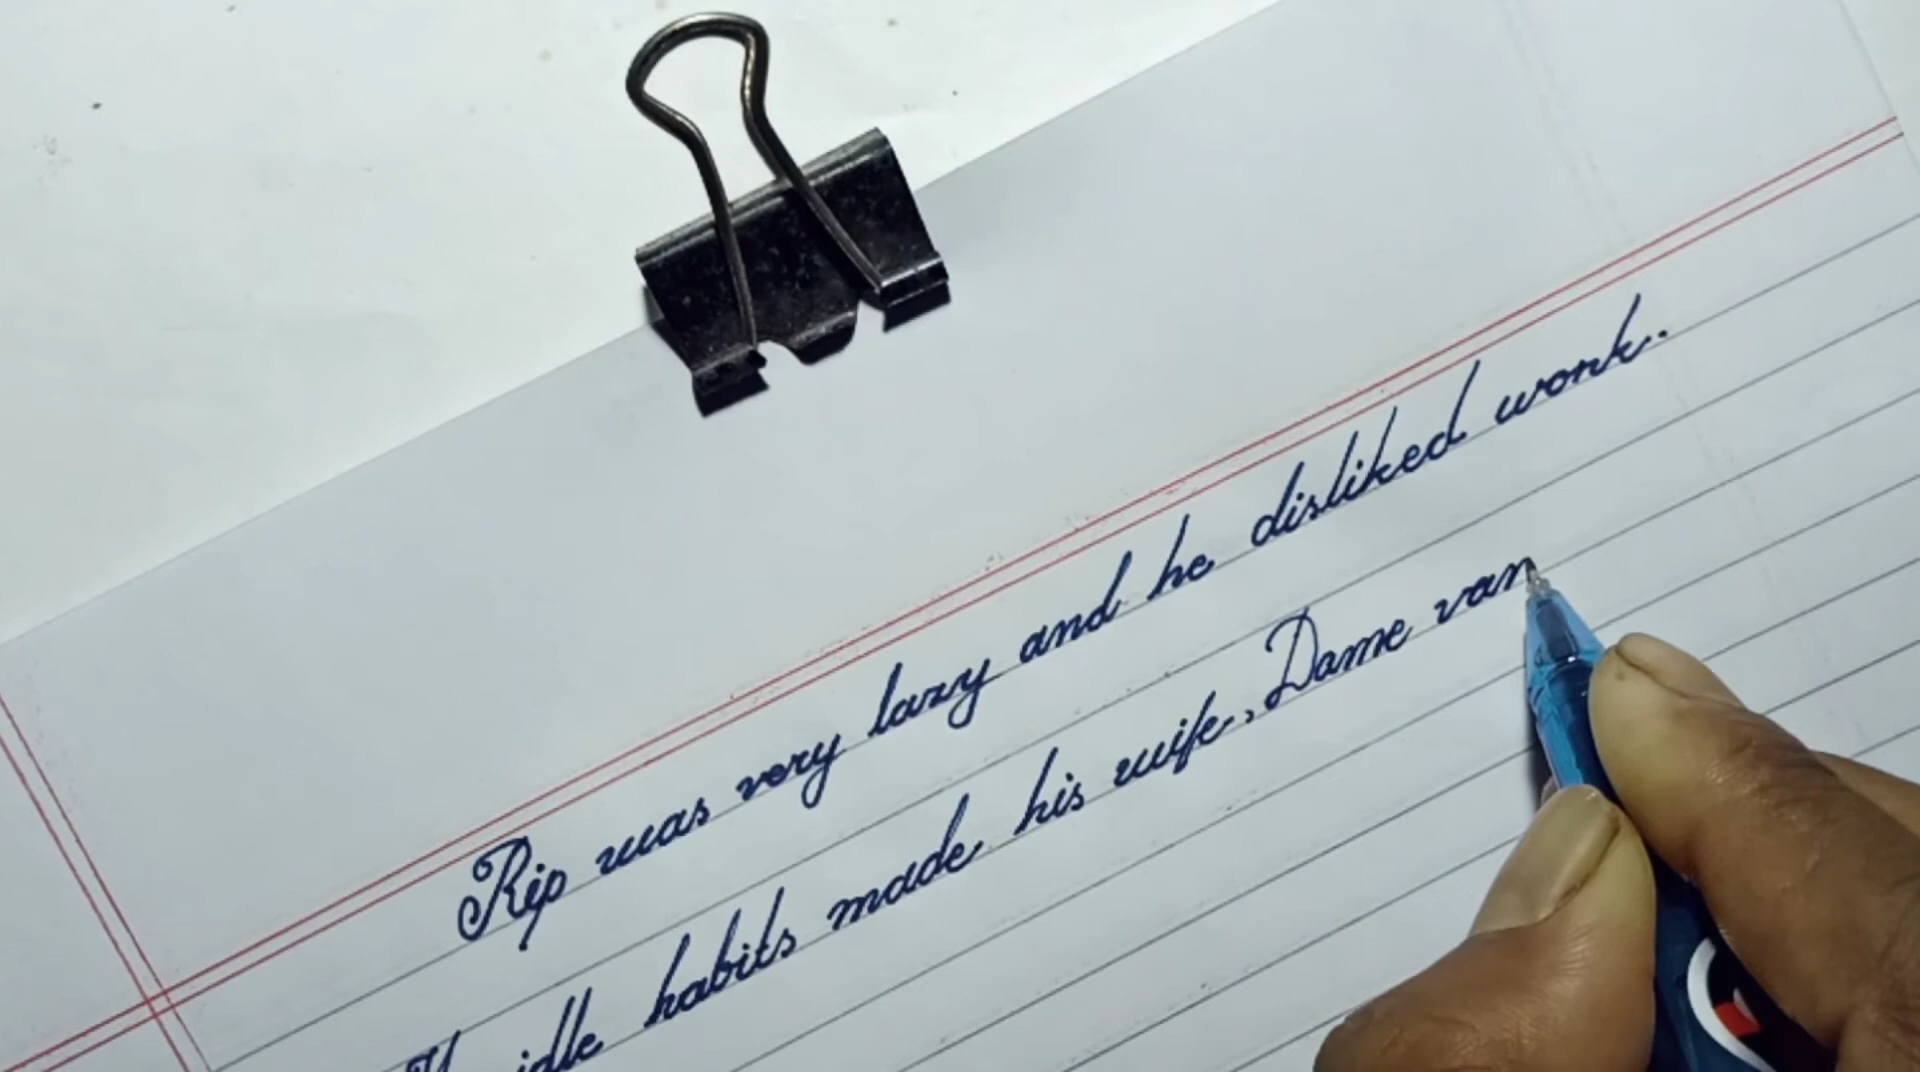 Rip was very lazy and he disliked work.
idle habits made his wife, Dame van